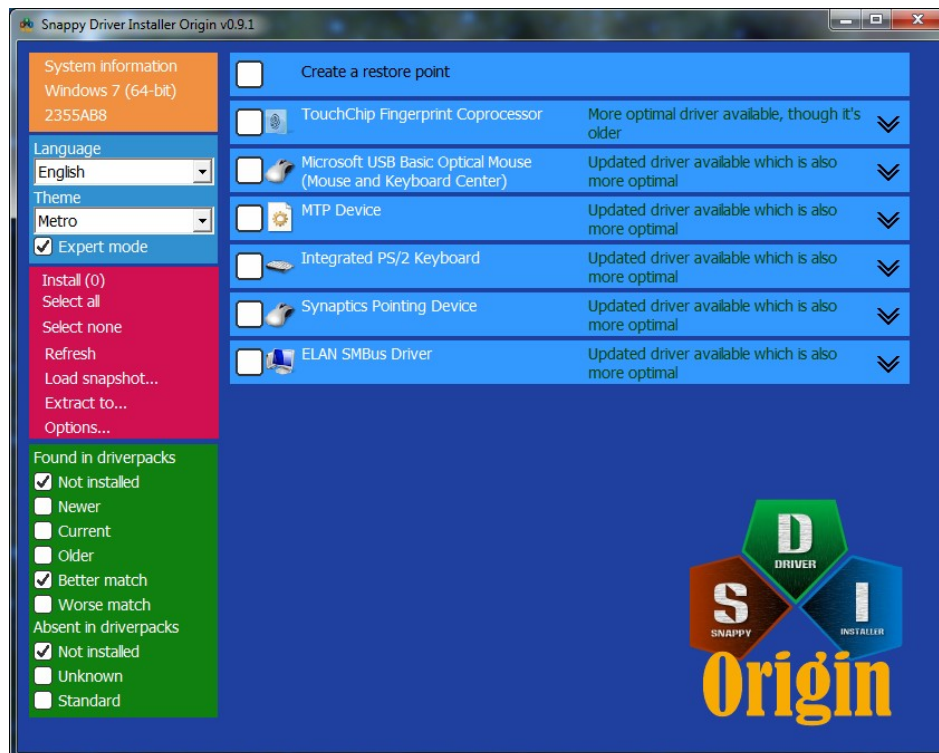 Snappy Driver Installer Origin v0.9.1
System information
Windows 7 (64-bit)
2355AB8
Language
English
Theme
Metro
Expert mode
Install (0)
Select all
Select none
Refresh
Load snapshot...
Extract to...
Options...
Found in driverpacks
Not installed
Newer
Current
Older
Better match
Worse match
Absent in driverpacks
Not installed
Unknown
Standard
Create a restore point
TouchChip Fingerprint Coprocessor
More optimal driver available, though it's
older
Microsoft USB Basic Optical Mouse
(Mouse and Keyboard Center)
Updated driver available which is also
more optimal
MTP Device
Updated driver available which is also
more optimal
Integrated PS/2 Keyboard
Updated driver available which is also
more optimal
Synaptics Pointing Device
Updated driver available which is also
more optimal
ELAN SMBus Driver
Updated driver available which is also
more optimal
D
DRIVER
S
SNAPPY
I
INSTALLER
Origin